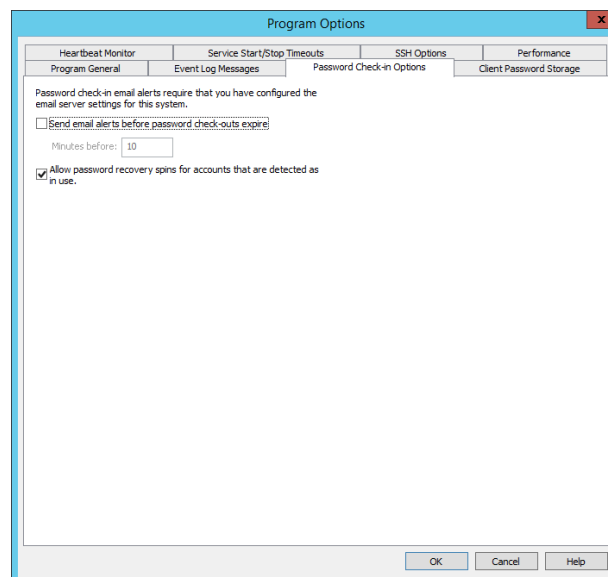 Program Options
x
Heartbeat Monitor
Service Start/Stop Timeouts
SSH Options
Performance
Program General
Event Log Messages
Password Check-in Options
Client Password Storage
Password check-in email alerts require that you have configured the
email server settings for this system.
Send email alerts before password check-outs expire
Minutes before: 10
Allow password recovery spins for accounts that are detected as
in use.
OK
Cancel
Help